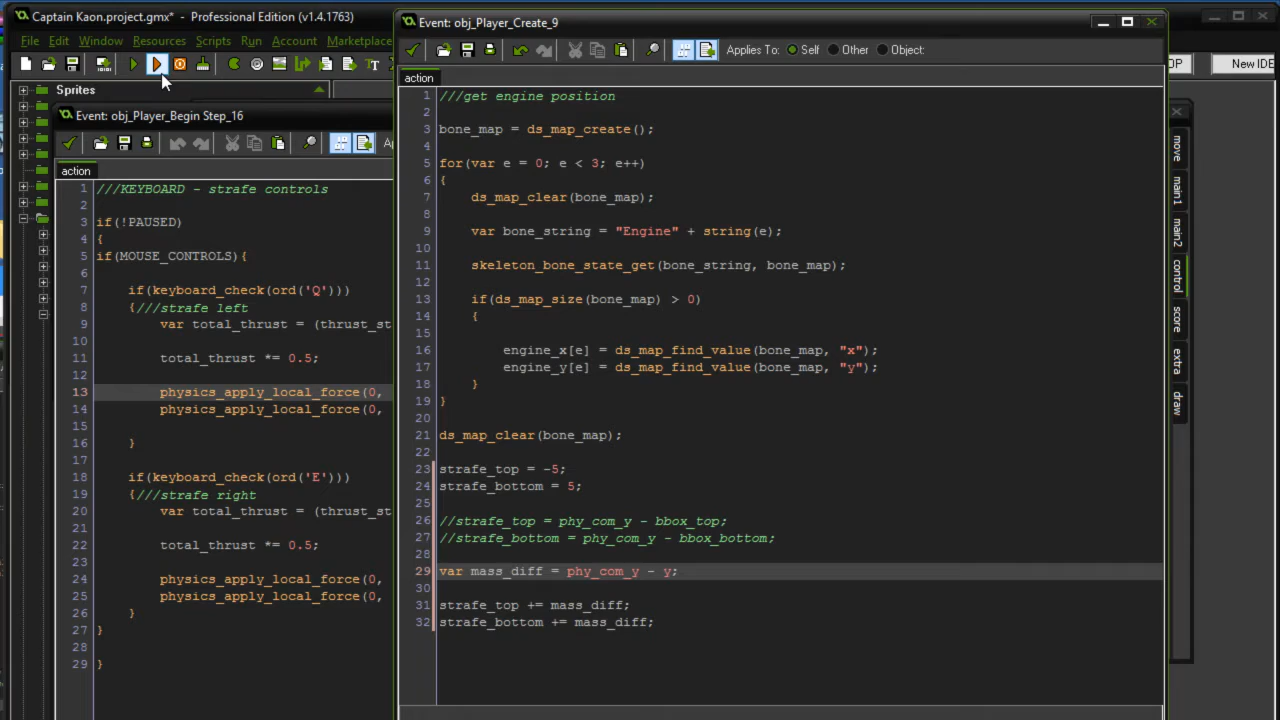 Captain Kaon.project.gmx* - Professional Edition (v1.4.1763)
File Edit Window Resources Scripts Run Account Marketplace
Sprites
Event: obj_Player_Begin Step_16
action
1 ///KEYBOARD - strafe controls
2
3 if(!PAUSED)
4 {
5 if(MOUSE_CONTROLS){
6
7 if(keyboard_check(ord('Q')))
8 {///strafe left
9 var total_thrust = (thrust_st
10
11 total_thrust *= 0.5;
12
13 physics_apply_local_force(0,
14 physics_apply_local_force(0,
15
16 }
17
18 if(keyboard_check(ord('E')))
19 {///strafe right
20 var total_thrust = (thrust_st
21
22 total_thrust *= 0.5;
23
24 physics_apply_local_force(0,
25 physics_apply_local_force(0,
26 }
27 }
28
29 }
Event: obj_Player_Create_9
Applies To: Self Other Object:
action
1 ///get engine position
2
3 bone_map = ds_map_create();
4
5 for(var e = 0; e < 3; e++)
6 {
7 ds_map_clear(bone_map);
8
9 var bone_string = "Engine" + string(e);
10
11 skeleton_bone_state_get(bone_string, bone_map);
12
13 if(ds_map_size(bone_map) > 0)
14 {
15
16 engine_x[e] = ds_map_find_value(bone_map, "x");
17 engine_y[e] = ds_map_find_value(bone_map, "y");
18 }
19 }
20
21 ds_map_clear(bone_map);
22
23 strafe_top = -5;
24 strafe_bottom = 5;
25
26 //strafe_top = phy_com_y - bbox_top;
27 //strafe_bottom = phy_com_y - bbox_bottom;
28
29 var mass_diff = phy_com_y - y;
30
31 strafe_top += mass_diff;
32 strafe_bottom += mass_diff;
New IDE
move
main1
main2
control
score
extra
draw